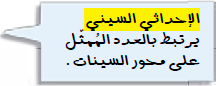 الإحداثي السيني
يرتبط بالعدد المُمثّل
على محور السينات .